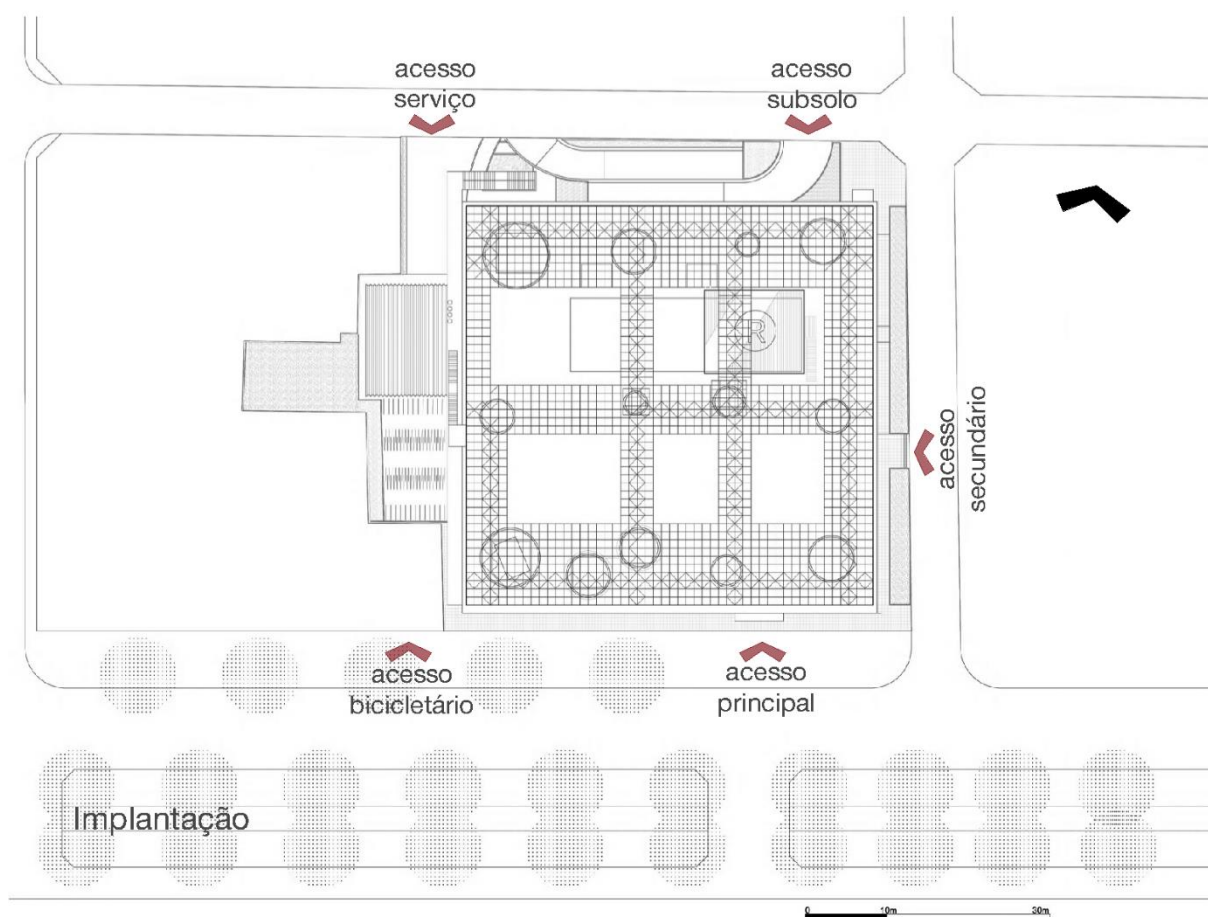 acesso
serviço
acesso
subsolo
R
acesso
secundário
acesso
bicicletário
acesso
principal
Implantação
0 10m 30m